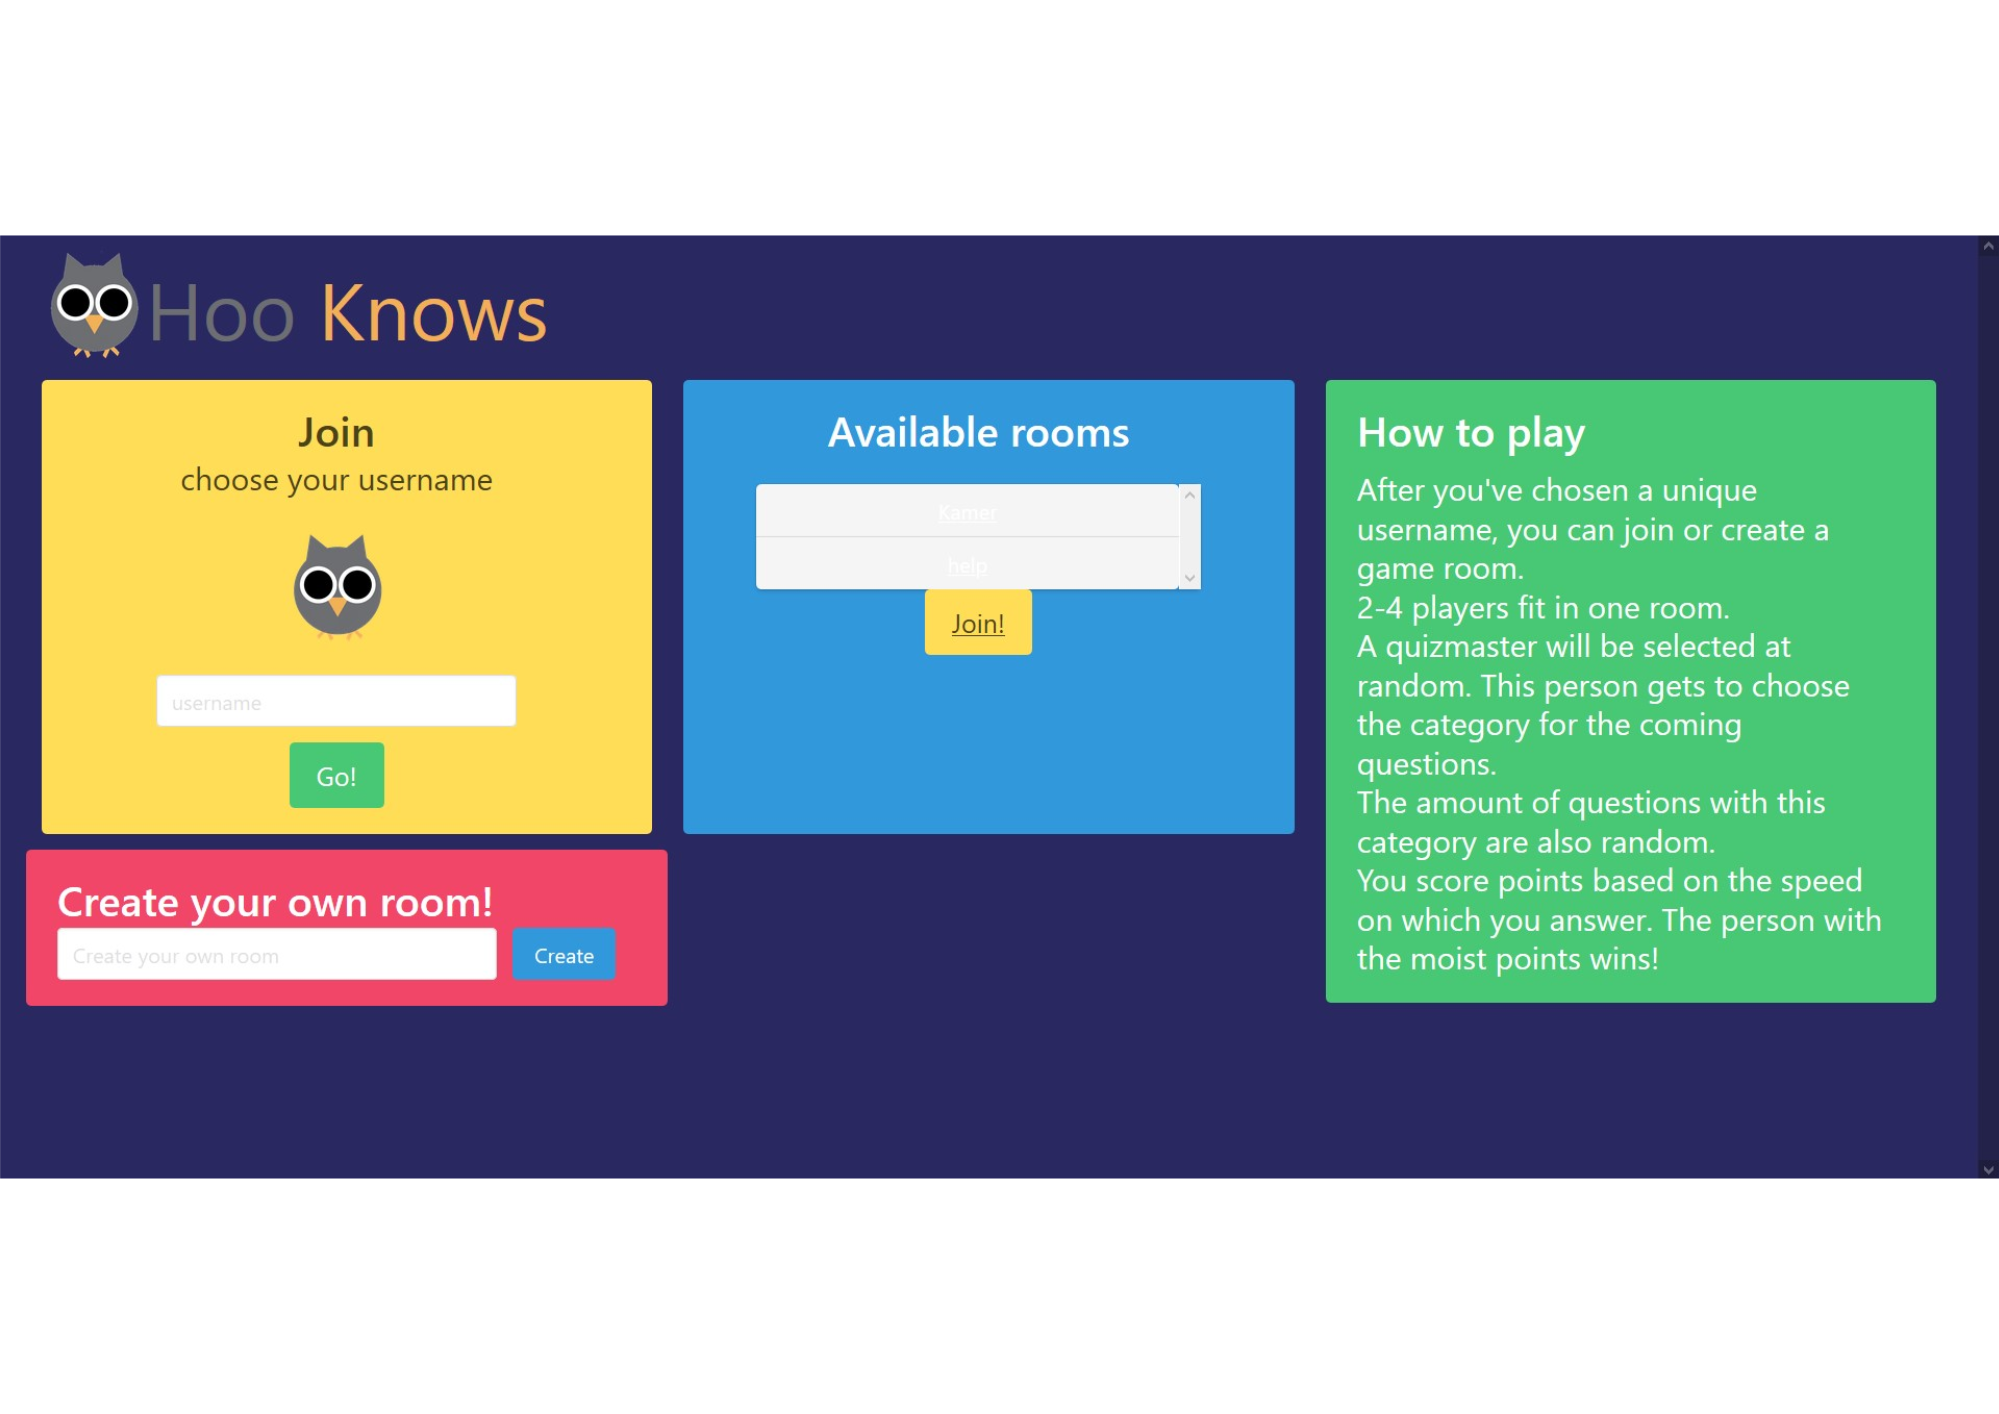 Hoo Knows
Join
choose your username
username
Go!
Available rooms
Kamer
help
Join!
How to play
After you've chosen a unique
username, you can join or create a
game room.
2-4 players fit in one room.
A quizmaster will be selected at
random. This person gets to choose
the category for the coming
questions.
The amount of questions with this
category are also random.
You score points based on the speed
on which you answer. The person with
the moist points wins!
Create your own room!
Create your own room
Create